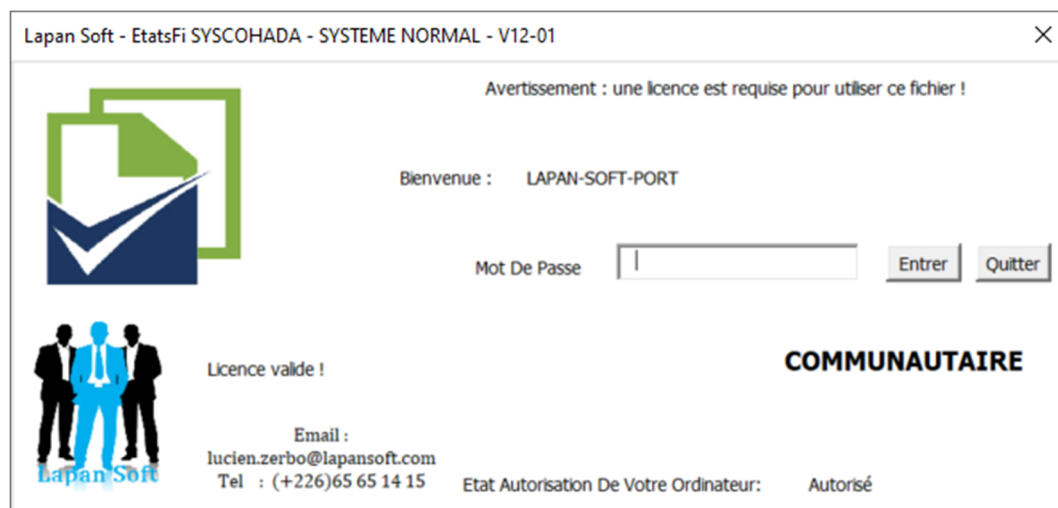 Lapan Soft - EtatsFi SYSCOHADA - SYSTEME NORMAL - V12-01
Avertissement : une licence est requise pour utiliser ce fichier !
Bienvenue : LAPAN-SOFT-PORT
Mot De Passe
Entrer
Quitter
COMMUNAUTAIRE
Licence valide !
Email :
lucien.zerbo@lapansoft.com
Tel : (+226)65 65 14 15
Lapan Soft
Etat Autorisation De Votre Ordinateur: Autorisé